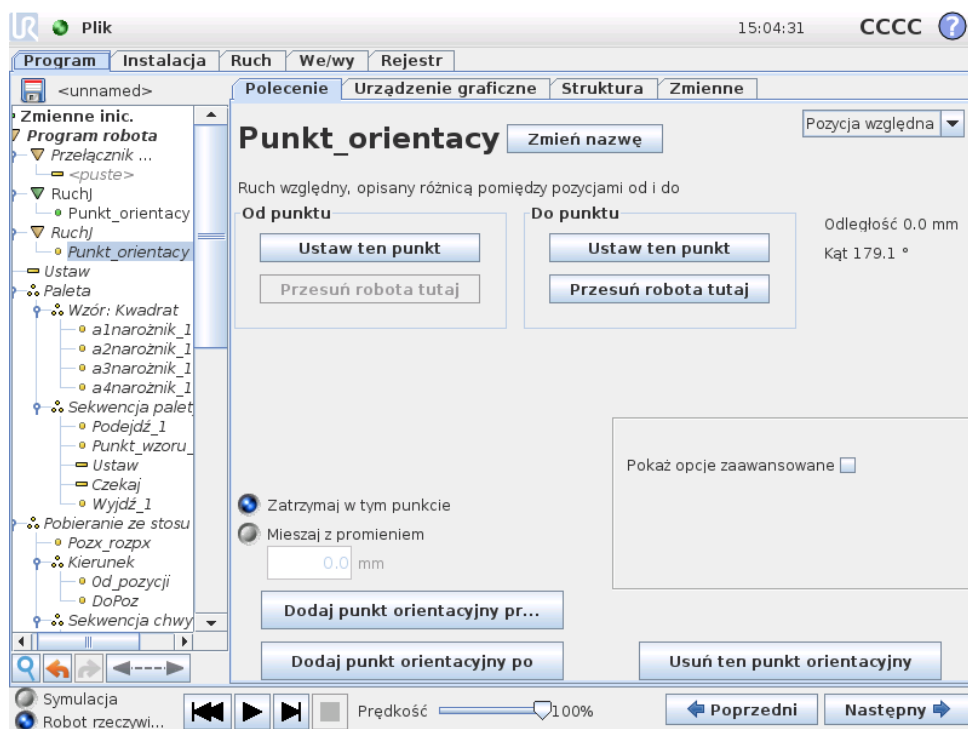 UR Plik 15:04:31 CCCC ?
Program Instalacja Ruch We/wy Rejestr
<unnamed>
Polecenie Urządzenie graficzne Struktura Zmienne
Zmienne inic.
Program robota
Przełącznik ...
<puste>
RuchJ
Punkt_orientacy
RuchJ
Punkt_orientacy
Ustaw
Paleta
Wzór: Kwadrat
a1narożnik_1
a2narożnik_1
a3narożnik_1
a4narożnik_1
Sekwencja palet
Podejdź_1
Punkt_wzoru_
Ustaw
Czekaj
Wyjdź_1
Pobieranie ze stosu
Pozx_rozpx
Kierunek
Od_pozycji
DoPoz
Sekwencja chwy
Punkt_orientacy Zmień nazwę
Pozycja względna
Ruch względny, opisany różnicą pomiędzy pozycjami od i do
Od punktu
Ustaw ten punkt
Przesuń robota tutaj
Do punktu
Ustaw ten punkt
Przesuń robota tutaj
Odległość 0.0 mm
Kąt 179.1 °
Pokaż opcje zaawansowane
Zatrzymaj w tym punkcie
Mieszaj z promieniem
0.0 mm
Dodaj punkt orientacyjny pr...
Dodaj punkt orientacyjny po
Usuń ten punkt orientacyjny
Symulacja
Robot rzeczywi...
Prędkość 100%
Poprzedni Następny